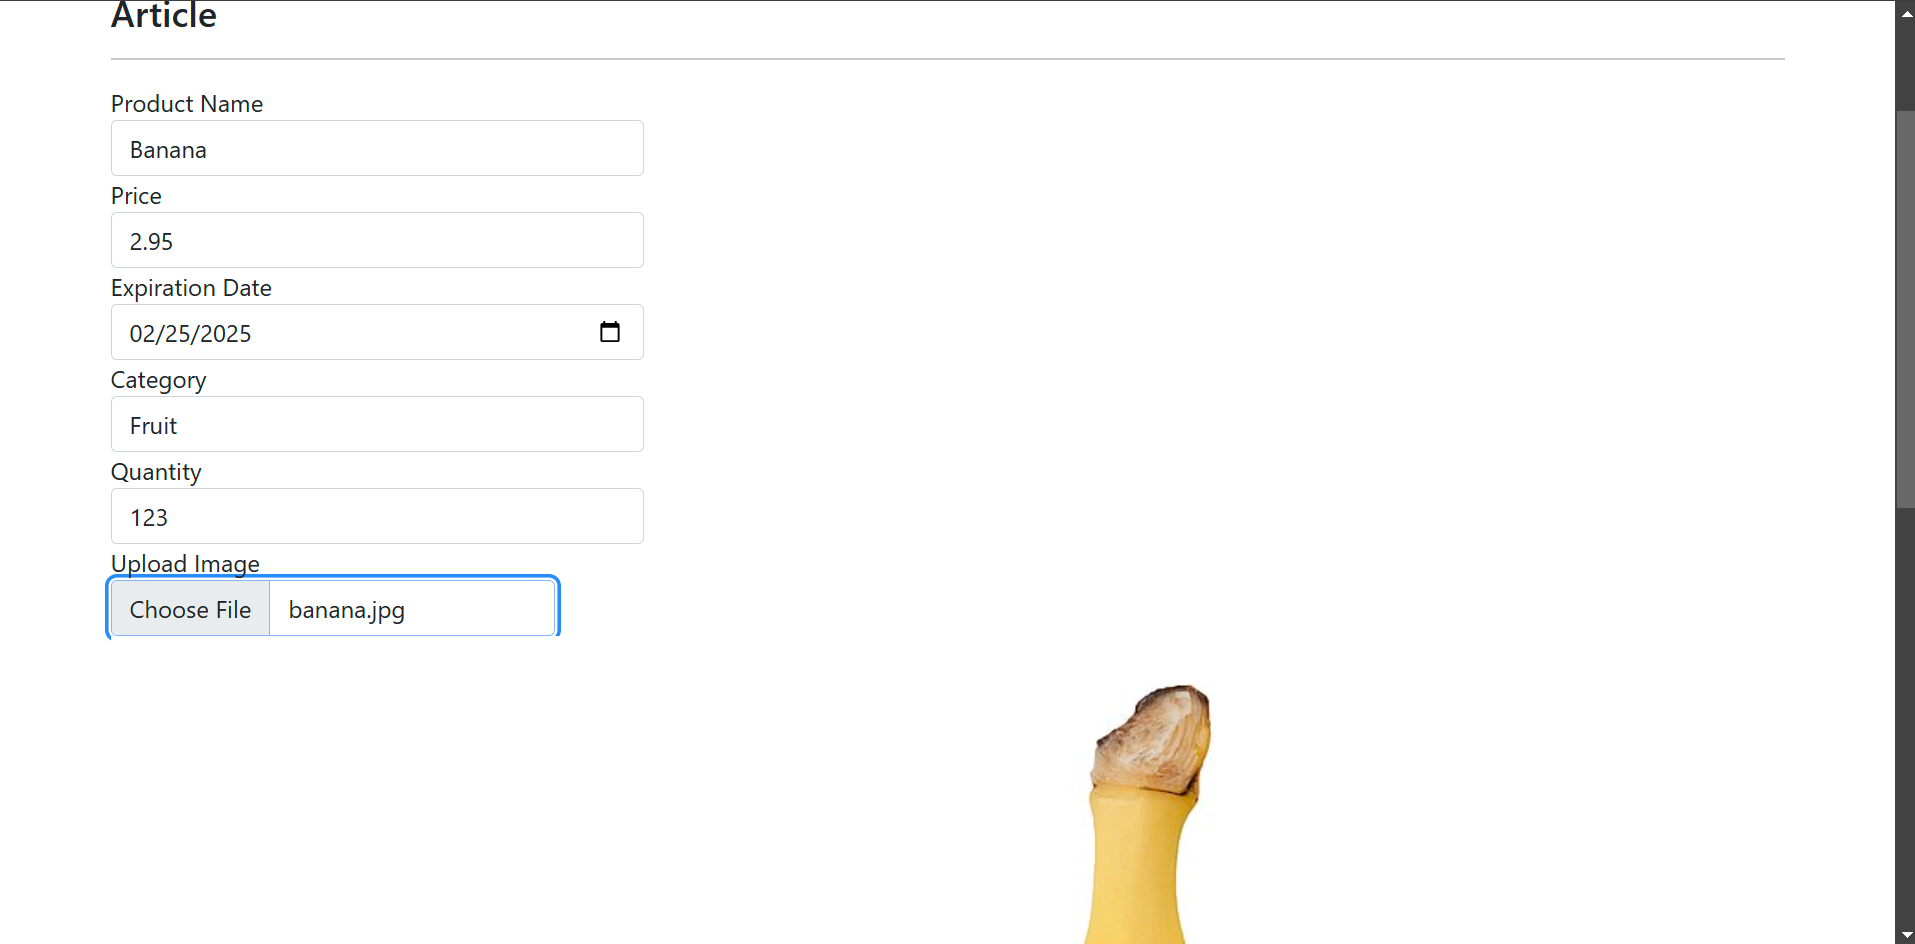 Article
Product Name
Banana
Price
2.95
Expiration Date
02/25/2025
Category
Fruit
Quantity
123
Upload Image
Choose File banana.jpg